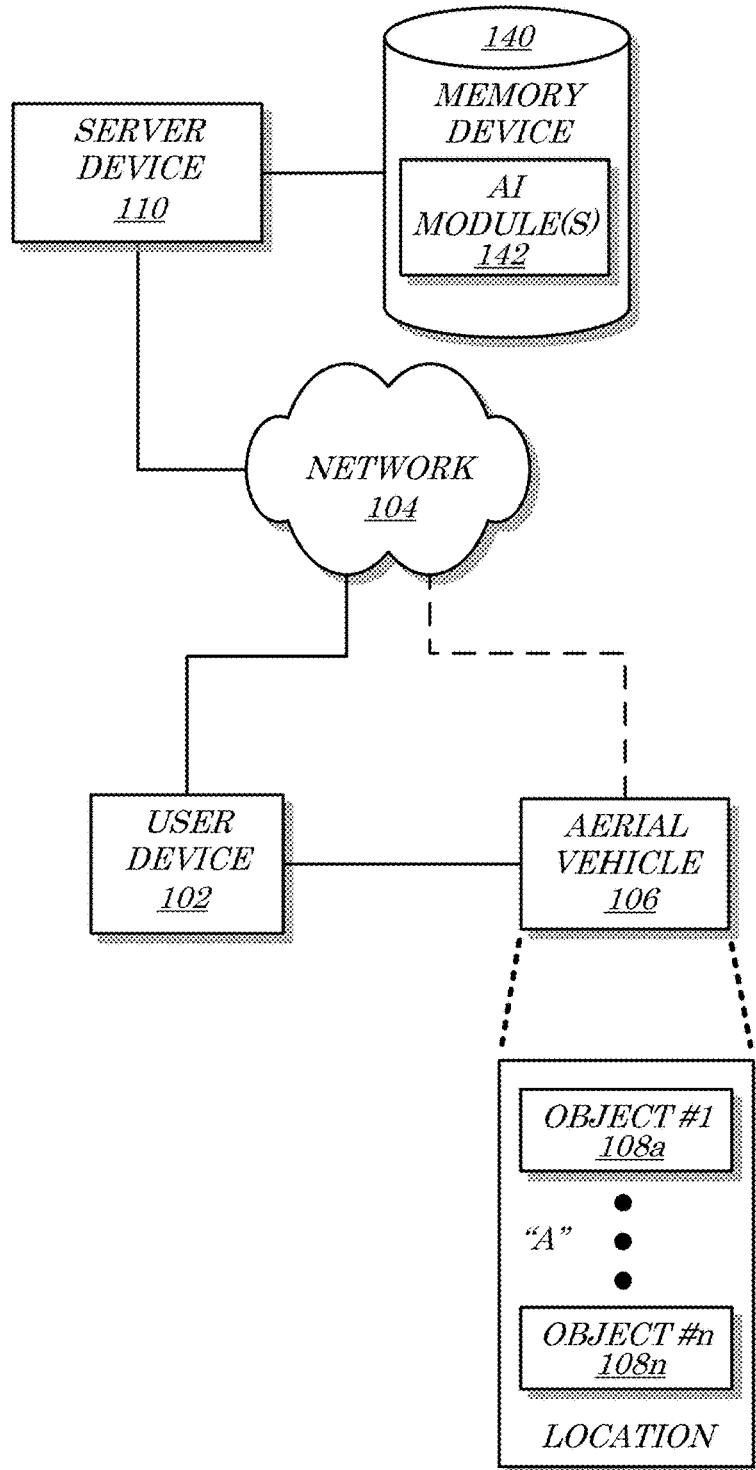 140
MEMORY
DEVICE
AI
MODULE(S)
142
SERVER
DEVICE
110
NETWORK
104
USER
DEVICE
102
AERIAL
VEHICLE
106
OBJECT #1
108a
“A”
OBJECT #n
108n
LOCATION